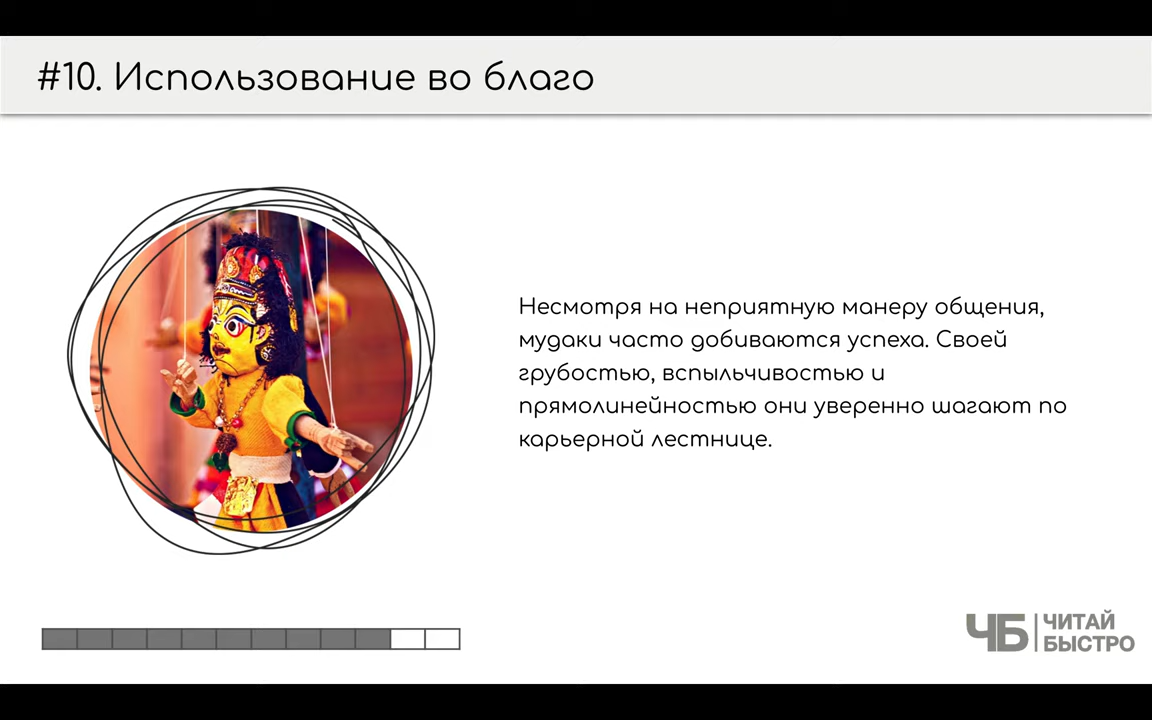 #10. Использование во благо
Несмотря на неприятную манеру общения,
мудаки часто добиваются успеха. Своей
грубостью, вспыльчивостью и
прямолинейностью они уверенно шагают по
карьерной лестнице.
ЧБ
ЧИТАЙ
БЫСТРО